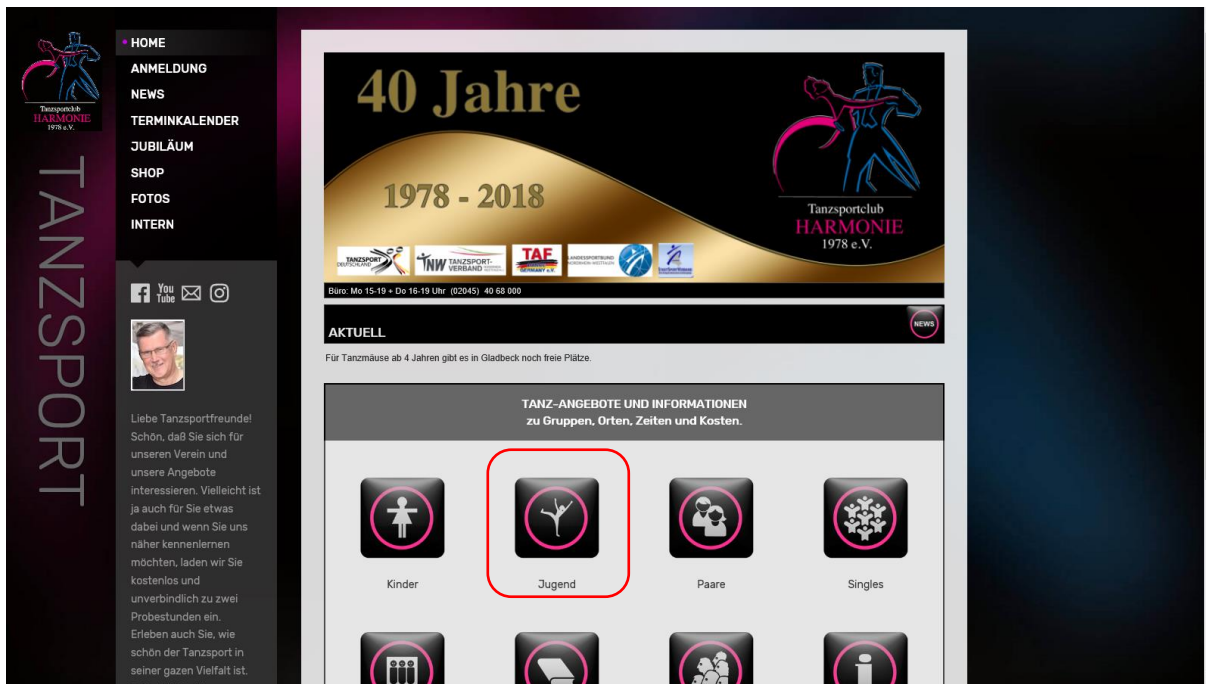 Tanzsportclub
HARMONIE
1978 e.V.
TANZSPORT
HOME
ANMELDUNG
NEWS
TERMINKALENDER
JUBILÄUM
SHOP
FOTOS
INTERN
You
Tube
Liebe Tanzsportfreunde!
Schön, daß Sie sich für
unseren Verein und
unsere Angebote
interessieren. Vielleicht ist
ja auch für Sie etwas
dabei und wenn Sie uns
näher kennenlernen
möchten, laden wir Sie
kostenlos und
unverbindlich zu zwei
Probestunden ein.
Erleben auch Sie, wie
schön der Tanzsport in
seiner gazen Vielfalt ist.
40 Jahre
1978 - 2018
Tanzsportclub
HARMONIE
1978 e.V.
TANZSPORT
DEUTSCHLAND
TNW TANZSPORT-
VERBAND
TAF
GERMANY e.V.
LANDESSPORTBUND
NORDRHEIN-WESTFALEN
Büro: Mo 15-19 + Do 16-19 Uhr (02045) 40 68 000
AKTUELL
NEWS
Für Tanzmäuse ab 4 Jahren gibt es in Gladbeck noch freie Plätze.
TANZ-ANGEBOTE UND INFORMATIONEN
zu Gruppen, Orten, Zeiten und Kosten.
Kinder
Jugend
Paare
Singles